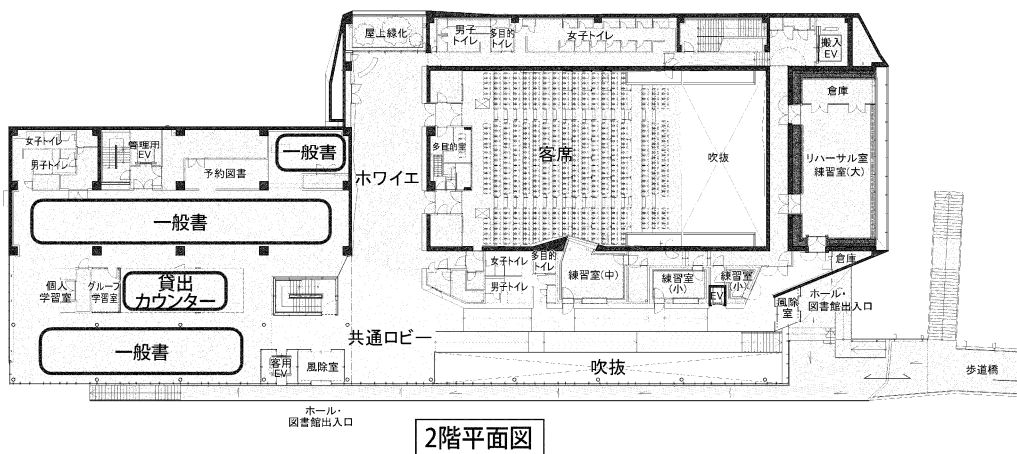 屋上緑化
男子
トイレ
多目的
トイレ
女子トイレ
搬入
EV
倉庫
女子トイレ
男子トイレ
管理用
EV
一般書
予約図書
ホワイエ
多目的室
客席
吹抜
リハーサル室
練習室(大)
一般書
女子トイレ
男子トイレ
多目的
トイレ
練習室(中)
練習室
(小)
練習室
(小)
EV
倉庫
個人
学習室
グループ
学習室
貸出
カウンター
風除
室
ホール・
図書館出入口
共通ロビー
一般書
客用
EV
風除室
吹抜
歩道橋
ホール・
図書館出入口
2階平面図